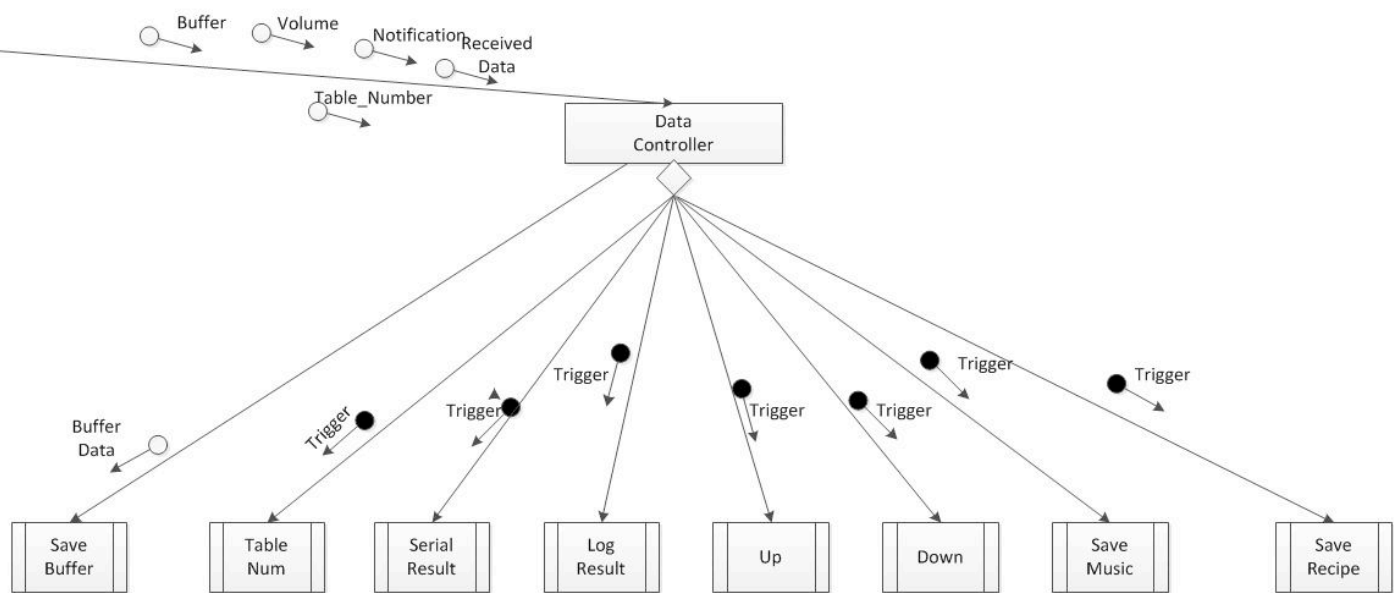 Buffer
Volume
Notification
Received
Data
Table_Number
Data
Controller
Trigger
Trigger
Trigger
Trigger
Trigger
Trigger
Trigger
Buffer
Data
Save
Buffer
Table
Num
Serial
Result
Log
Result
Up
Down
Save
Music
Save
Recipe